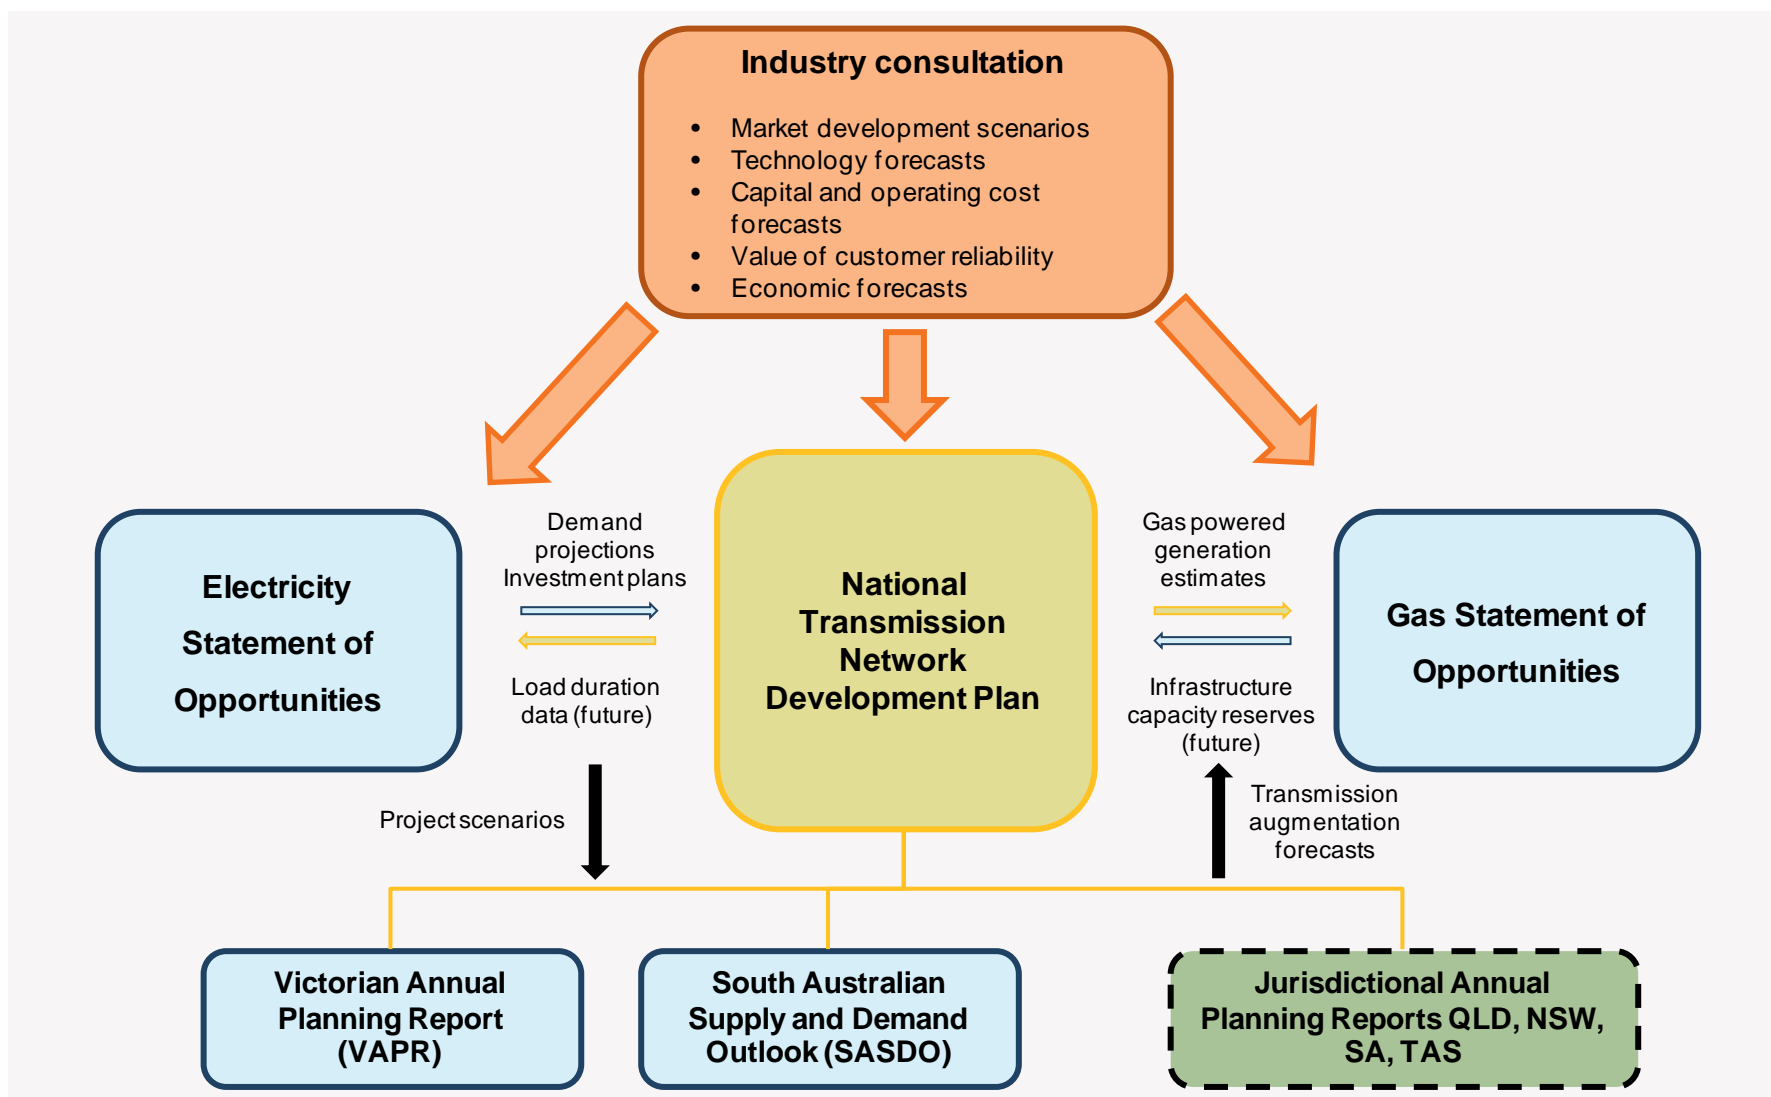 Industry consultation
• Market development scenarios
• Technology forecasts
• Capital and operating cost
forecasts
• Value of customer reliability
• Economic forecasts
Electricity
Statement of
Opportunities
Demand
projections
Investment plans
Load duration
data (future)
National
Transmission
Network
Development Plan
Gas powered
generation
estimates
Infrastructure
capacity reserves
(future)
Gas Statement of
Opportunities
Project scenarios
Transmission
augmentation
forecasts
Victorian Annual
Planning Report
(VAPR)
South Australian
Supply and Demand
Outlook (SASDO)
Jurisdictional Annual
Planning Reports QLD, NSW,
SA, TAS